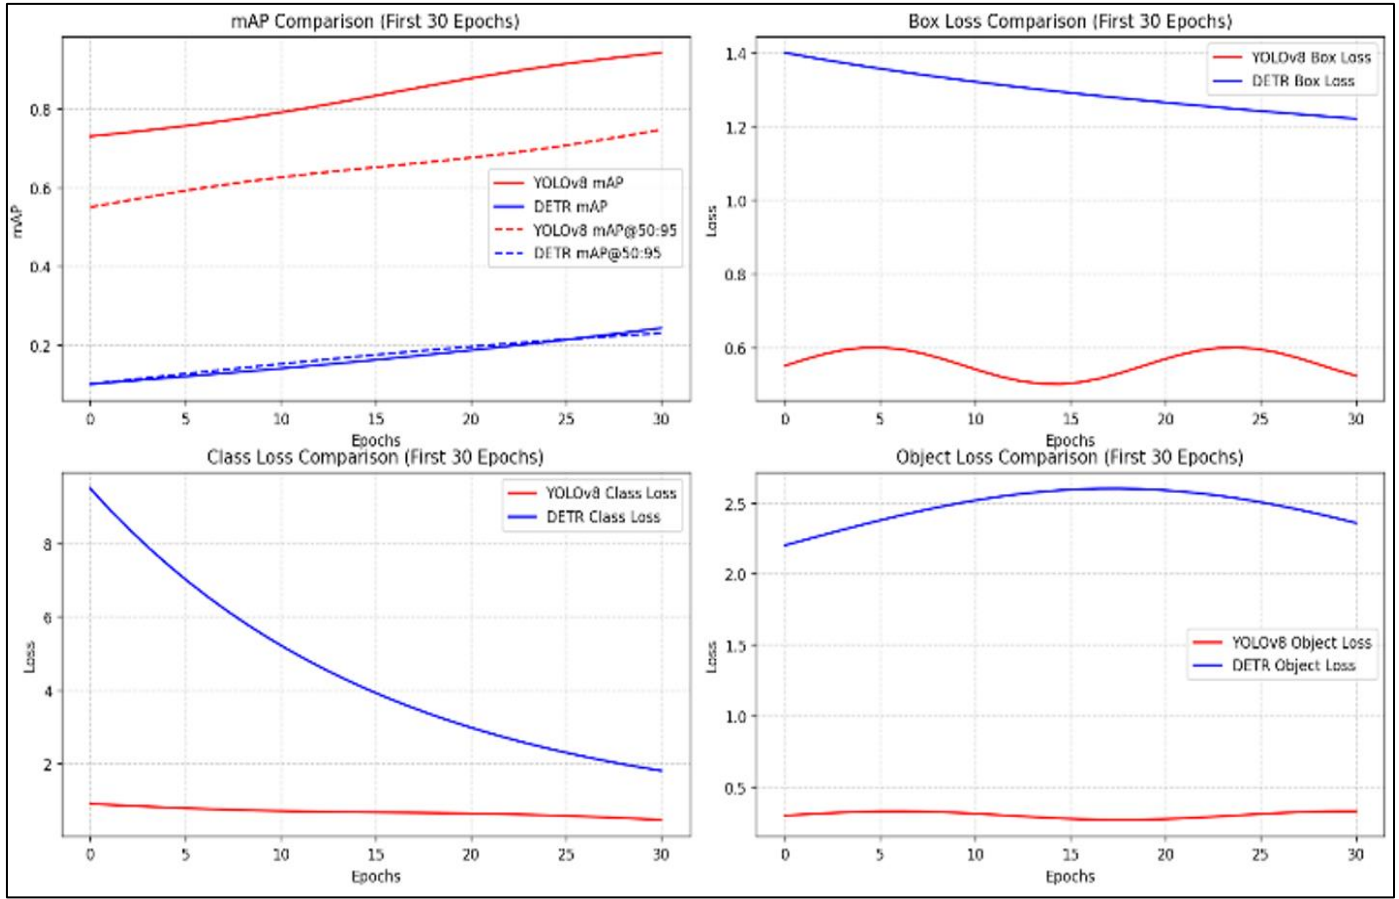 mAP Comparison (First 30 Epochs)
mAP
0.8
0.6
0.4
0.2
YOLOv8 mAP
DETR mAP
YOLOv8 mAP@50:95
DETR mAP@50:95
0 5 10 15 20 25 30
Epochs
Box Loss Comparison (First 30 Epochs)
Loss
1.4
1.2
1.0
0.8
0.6
YOLOv8 Box Loss
DETR Box Loss
0 5 10 15 20 25 30
Epochs
Class Loss Comparison (First 30 Epochs)
Loss
8
6
4
2
YOLOv8 Class Loss
DETR Class Loss
0 5 10 15 20 25 30
Epochs
Object Loss Comparison (First 30 Epochs)
Loss
2.5
2.0
1.5
1.0
0.5
YOLOv8 Object Loss
DETR Object Loss
0 5 10 15 20 25 30
Epochs